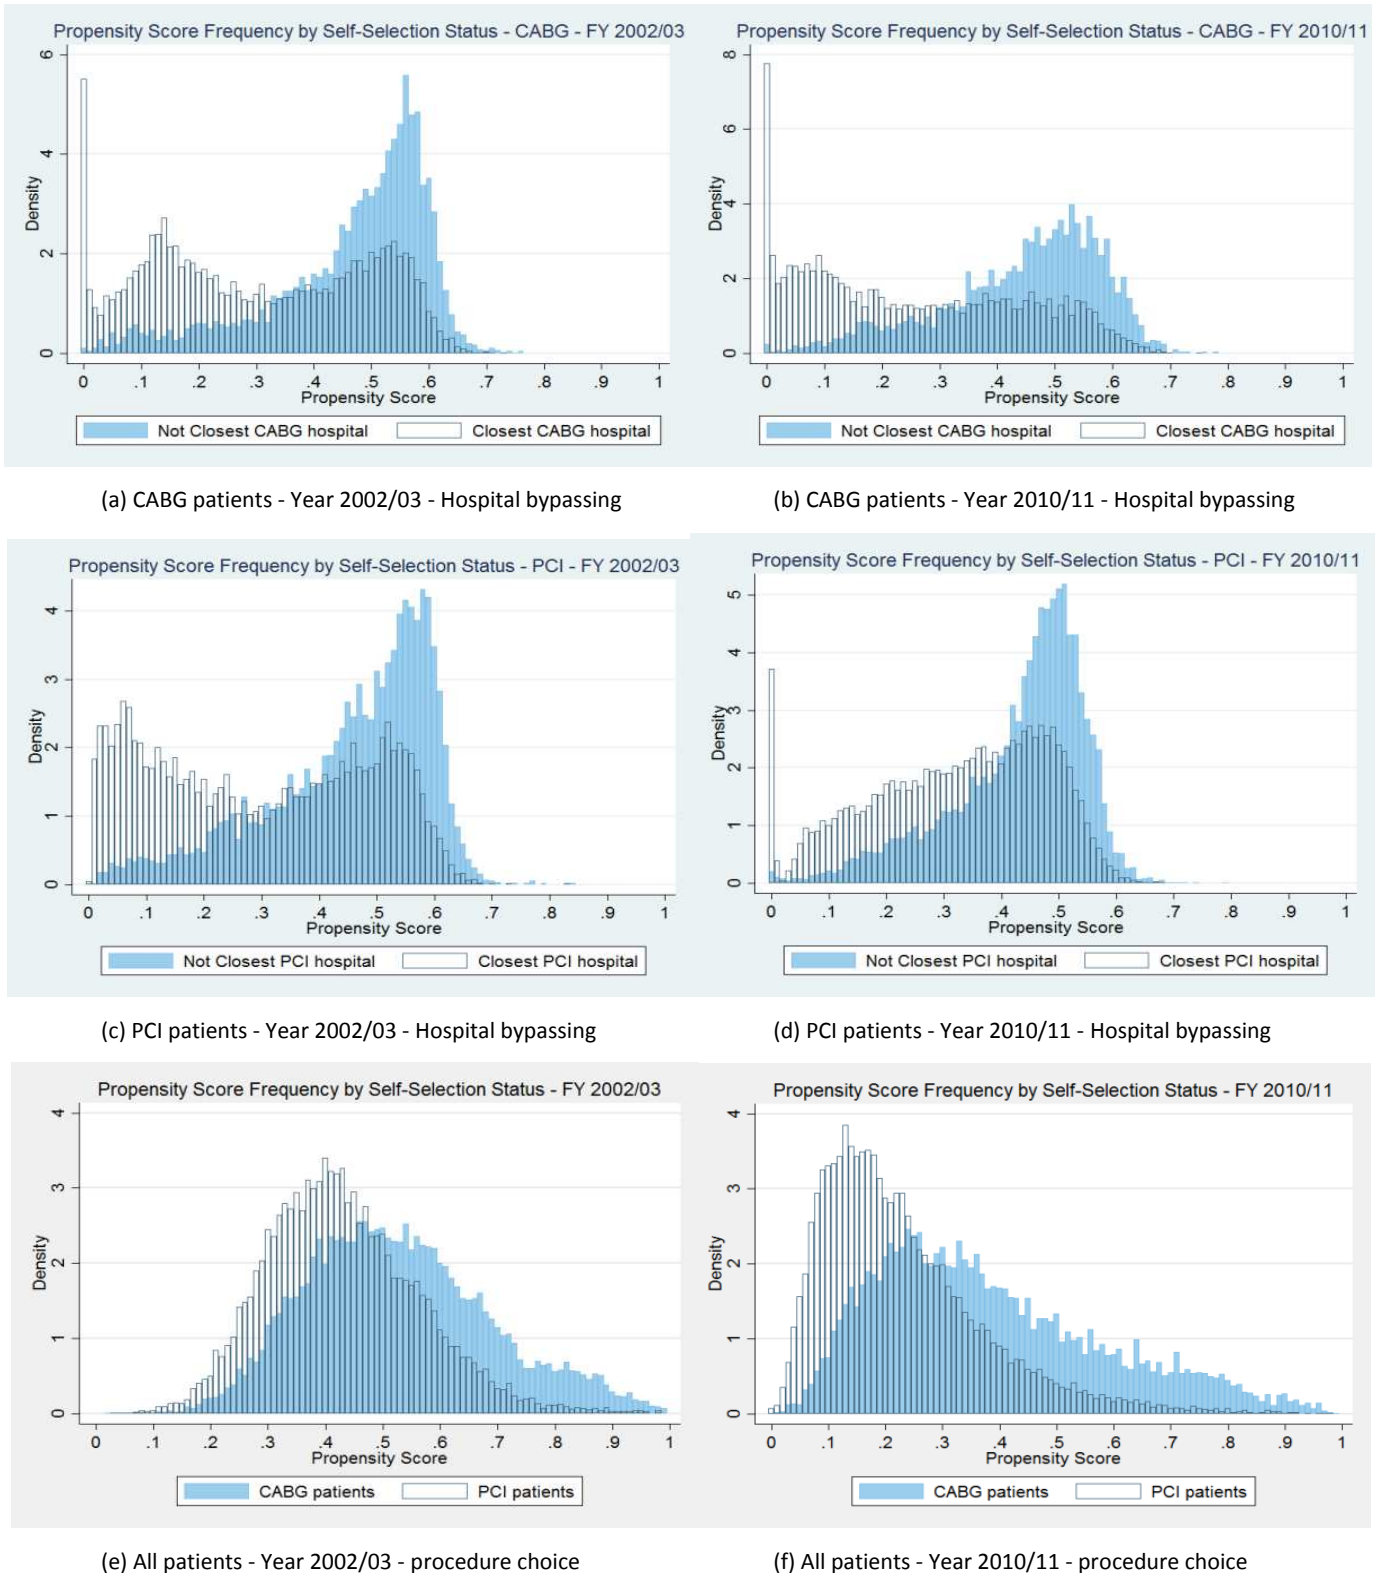 Propensity Score Frequency by Self-Selection Status - CABG - FY 2002/03
6
4
2
0
Density
0 .1 .2 .3 .4 .5 .6 .7 .8 .9 1
Propensity Score
Not Closest CABG hospital Closest CABG hospital
(a) CABG patients - Year 2002/03 - Hospital bypassing
Propensity Score Frequency by Self-Selection Status - CABG - FY 2010/11
8
6
4
2
0
Density
0 .1 .2 .3 .4 .5 .6 .7 .8 .9 1
Propensity Score
Not Closest CABG hospital Closest CABG hospital
(b) CABG patients - Year 2010/11 - Hospital bypassing
Propensity Score Frequency by Self-Selection Status - PCI - FY 2002/03
4
3
2
1
0
Density
0 .1 .2 .3 .4 .5 .6 .7 .8 .9 1
Propensity Score
Not Closest PCI hospital Closest PCI hospital
(c) PCI patients - Year 2002/03 - Hospital bypassing
Propensity Score Frequency by Self-Selection Status - PCI - FY 2010/11
5
4
3
2
1
0
Density
0 .1 .2 .3 .4 .5 .6 .7 .8 .9 1
Propensity Score
Not Closest PCI hospital Closest PCI hospital
(d) PCI patients - Year 2010/11 - Hospital bypassing
Propensity Score Frequency by Self-Selection Status - FY 2002/03
4
3
2
1
0
Density
0 .1 .2 .3 .4 .5 .6 .7 .8 .9 1
Propensity Score
CABG patients PCI patients
(e) All patients - Year 2002/03 - procedure choice
Propensity Score Frequency by Self-Selection Status - FY 2010/11
4
3
2
1
0
Density
0 .1 .2 .3 .4 .5 .6 .7 .8 .9 1
Propensity Score
CABG patients PCI patients
(f) All patients - Year 2010/11 - procedure choice